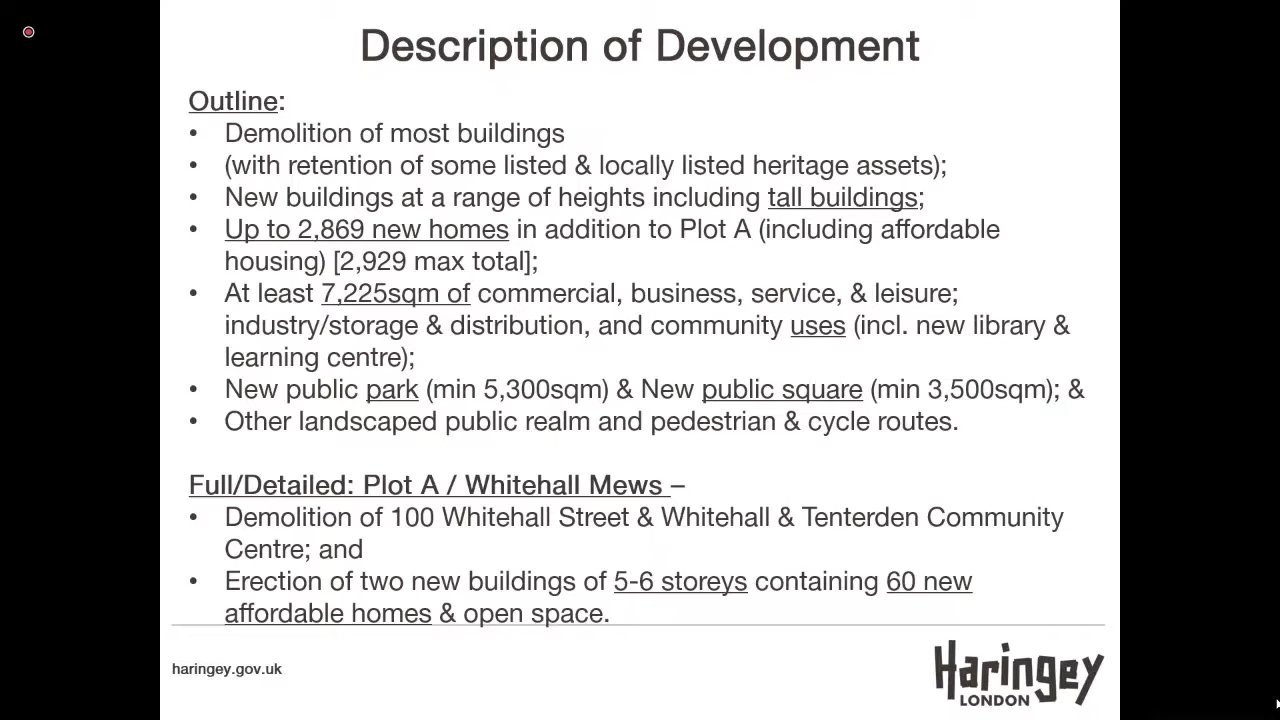 Description of Development
Outline:
• Demolition of most buildings
• (with retention of some listed & locally listed heritage assets);
• New buildings at a range of heights including tall buildings;
• Up to 2,869 new homes in addition to Plot A (including affordable
housing) [2,929 max total];
• At least 7,225sqm of commercial, business, service, & leisure;
industry/storage & distribution, and community uses (incl. new library &
learning centre);
• New public park (min 5,300sqm) & New public square (min 3,500sqm); &
• Other landscaped public realm and pedestrian & cycle routes.
Full/Detailed: Plot A / Whitehall Mews –
• Demolition of 100 Whitehall Street & Whitehall & Tenterden Community
Centre; and
• Erection of two new buildings of 5-6 storeys containing 60 new
affordable homes & open space.
haringey.gov.uk
Haringey
LONDON